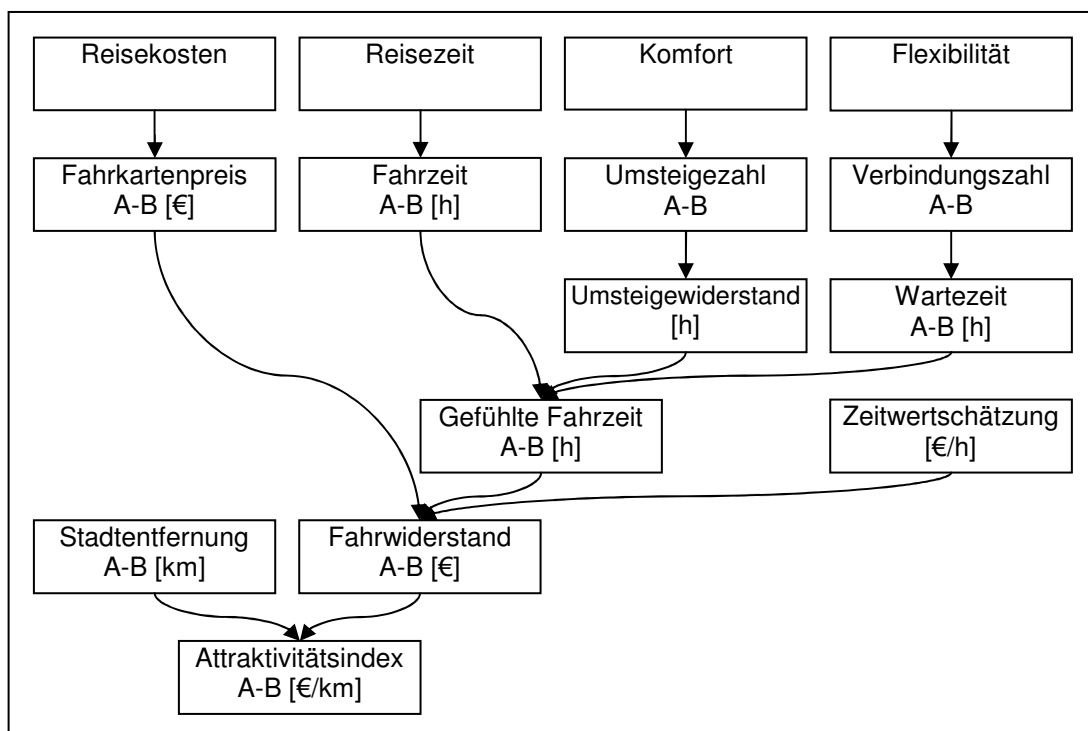 Reisekosten
Reisezeit
Komfort
Flexibilität
Fahrkartenpreis
A-B [€]
Fahrzeit
A-B [h]
Umsteigezahl
A-B
Verbindungszahl
A-B
Umsteigewiderstand
[h]
Wartezeit
A-B [h]
Gefühlte Fahrzeit
A-B [h]
Zeitwertschätzung
[€/h]
Stadtentfernung
A-B [km]
Fahrwiderstand
A-B [€]
Attraktivitätsindex
A-B [€/km]